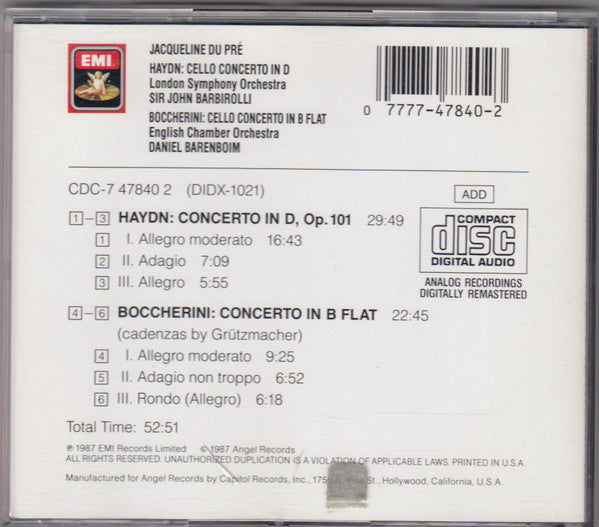 EMI
JACQUELINE DU PRÉ
HAYDN: CELLO CONCERTO IN D
London Symphony Orchestra
SIR JOHN BARBIROLLI
BOCCHERINI: CELLO CONCERTO IN B FLAT
English Chamber Orchestra
DANIEL BARENBOIM
0 7777-47840-2
CDC-7 47840 2 (DIDX-1021)
ADD
1-3 HAYDN: CONCERTO IN D, Op. 101 29:49
1 I. Allegro moderato 16:43
2 II. Adagio 7:09
3 III. Allegro 5:55
COMPACT
disc
DIGITAL AUDIO
ANALOG RECORDINGS
DIGITALLY REMASTERED
4-6 BOCCHERINI: CONCERTO IN B FLAT 22:45
(cadenzas by Grützmacher)
4 I. Allegro moderato 9:25
5 II. Adagio non troppo 6:52
6 III. Rondo (Allegro) 6:18
Total Time: 52:51
℗ 1987 EMI Records Limited © 1987 Angel Records
ALL RIGHTS RESERVED. UNAUTHORIZED DUPLICATION IS A VIOLATION OF APPLICABLE LAWS. PRINTED IN U.S.A.
Manufactured for Angel Records by Capitol Records, Inc., St., Hollywood, California, U.S.A.